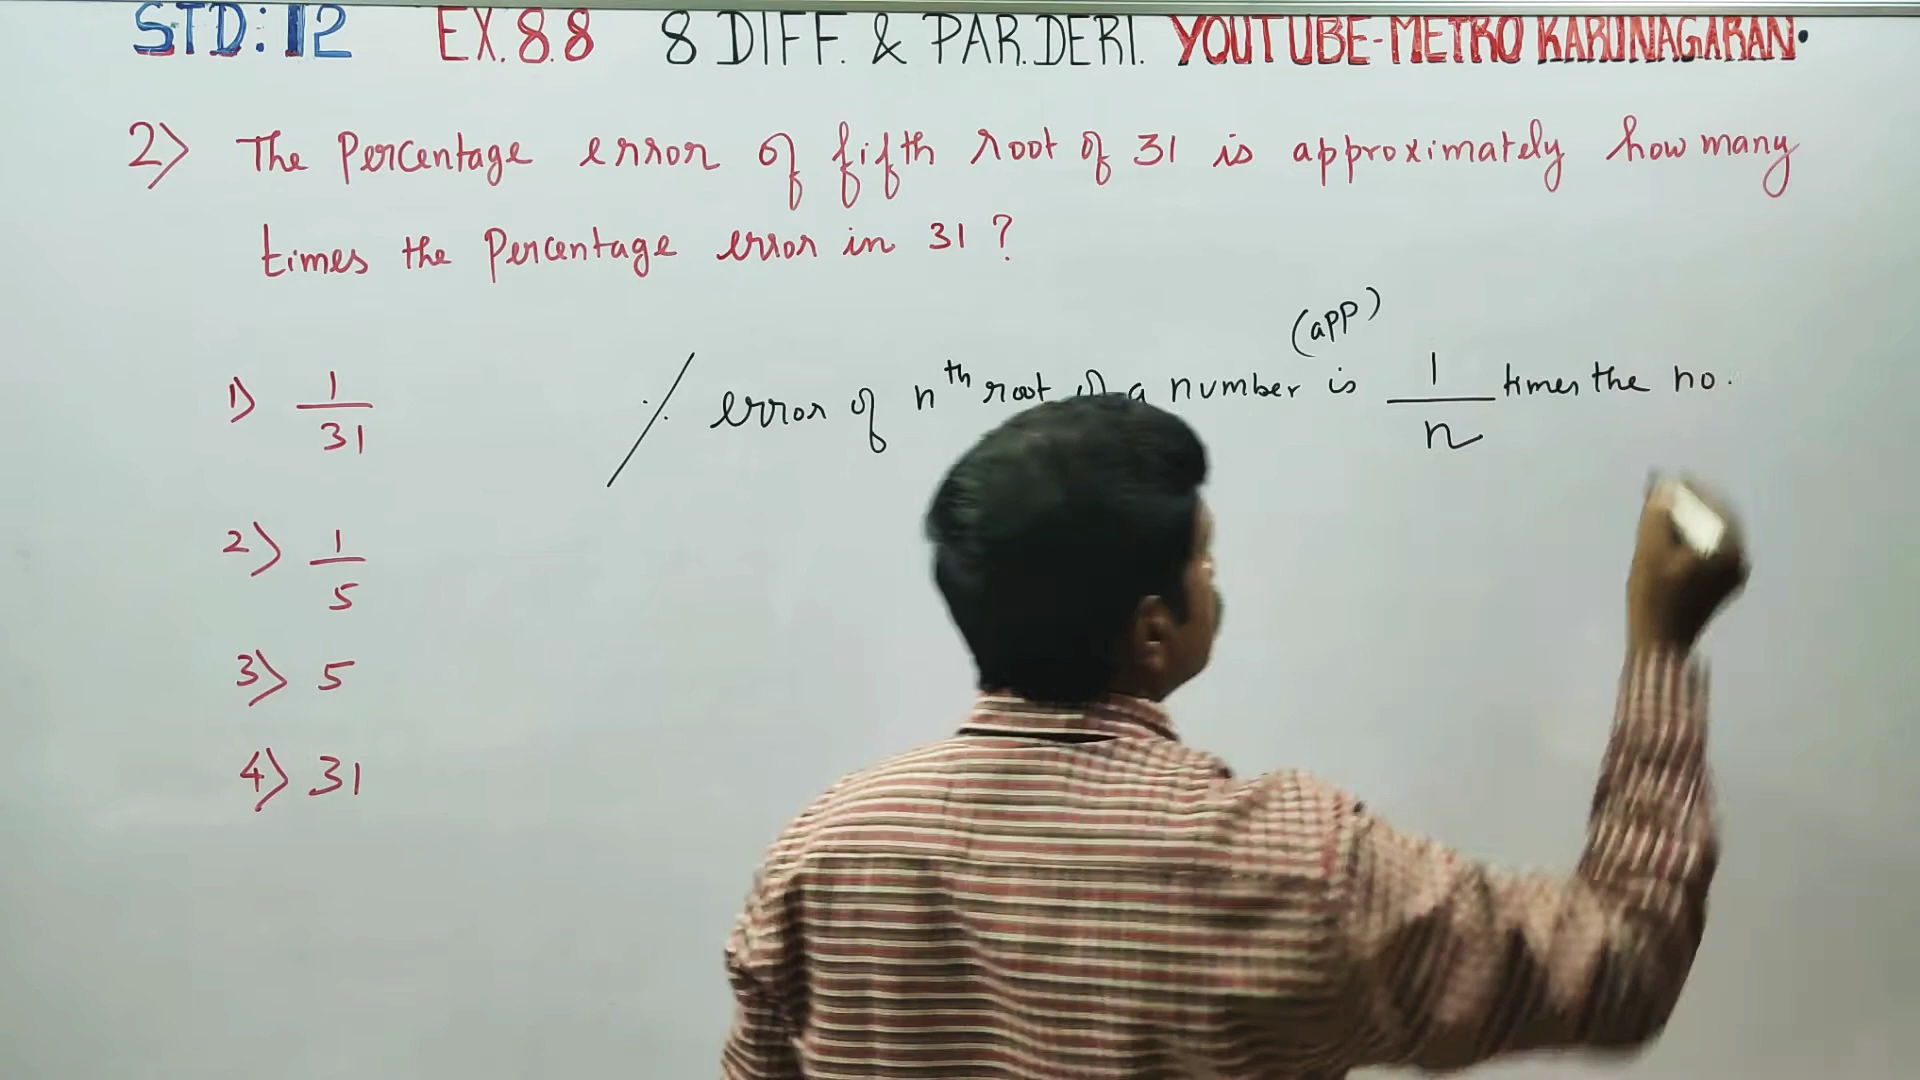 STD: 12 EX. 8.8 8 DIFF. & PAR. DERI. YOUTUBE-METRO KARUNAGARAN.
2) The Percentage error of fifth root of 31 is approximately how many
times the Percentage error in 31 ?
(app)
% error of nth root of a number is 1/n times the no.
1) 1/31
2) 1/5
3) 5
4) 31